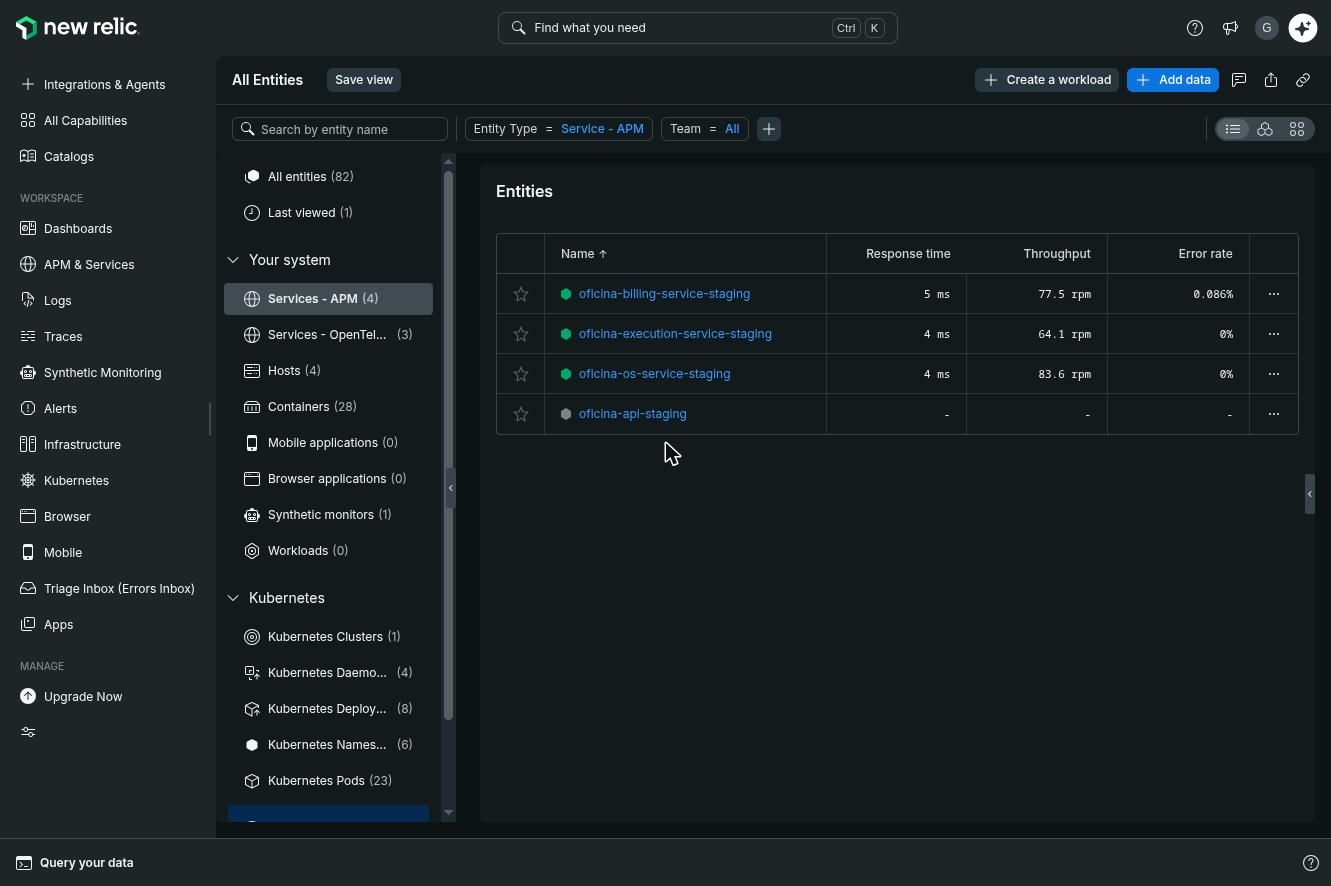 new relic
Find what you need
Ctrl K
G
Integrations & Agents
All Capabilities
Catalogs
WORKSPACE
Dashboards
APM & Services
Logs
Traces
Synthetic Monitoring
Alerts
Infrastructure
Kubernetes
Browser
Mobile
Triage Inbox (Errors Inbox)
Apps
MANAGE
Upgrade Now
All Entities
Save view
Create a workload
Add data
Search by entity name
Entity Type = Service - APM
Team = All
All entities (82)
Last viewed (1)
Your system
Services - APM (4)
Services - OpenTel... (3)
Hosts (4)
Containers (28)
Mobile applications (0)
Browser applications (0)
Synthetic monitors (1)
Workloads (0)
Kubernetes
Kubernetes Clusters (1)
Kubernetes Daemo... (4)
Kubernetes Deploy... (8)
Kubernetes Names... (6)
Kubernetes Pods (23)
Entities
Name ↑ Response time Throughput Error rate
oficina-billing-service-staging 5 ms 77.5 rpm 0.086% ...
oficina-execution-service-staging 4 ms 64.1 rpm 0% ...
oficina-os-service-staging 4 ms 83.6 rpm 0% ...
oficina-api-staging - - - ...
Query your data